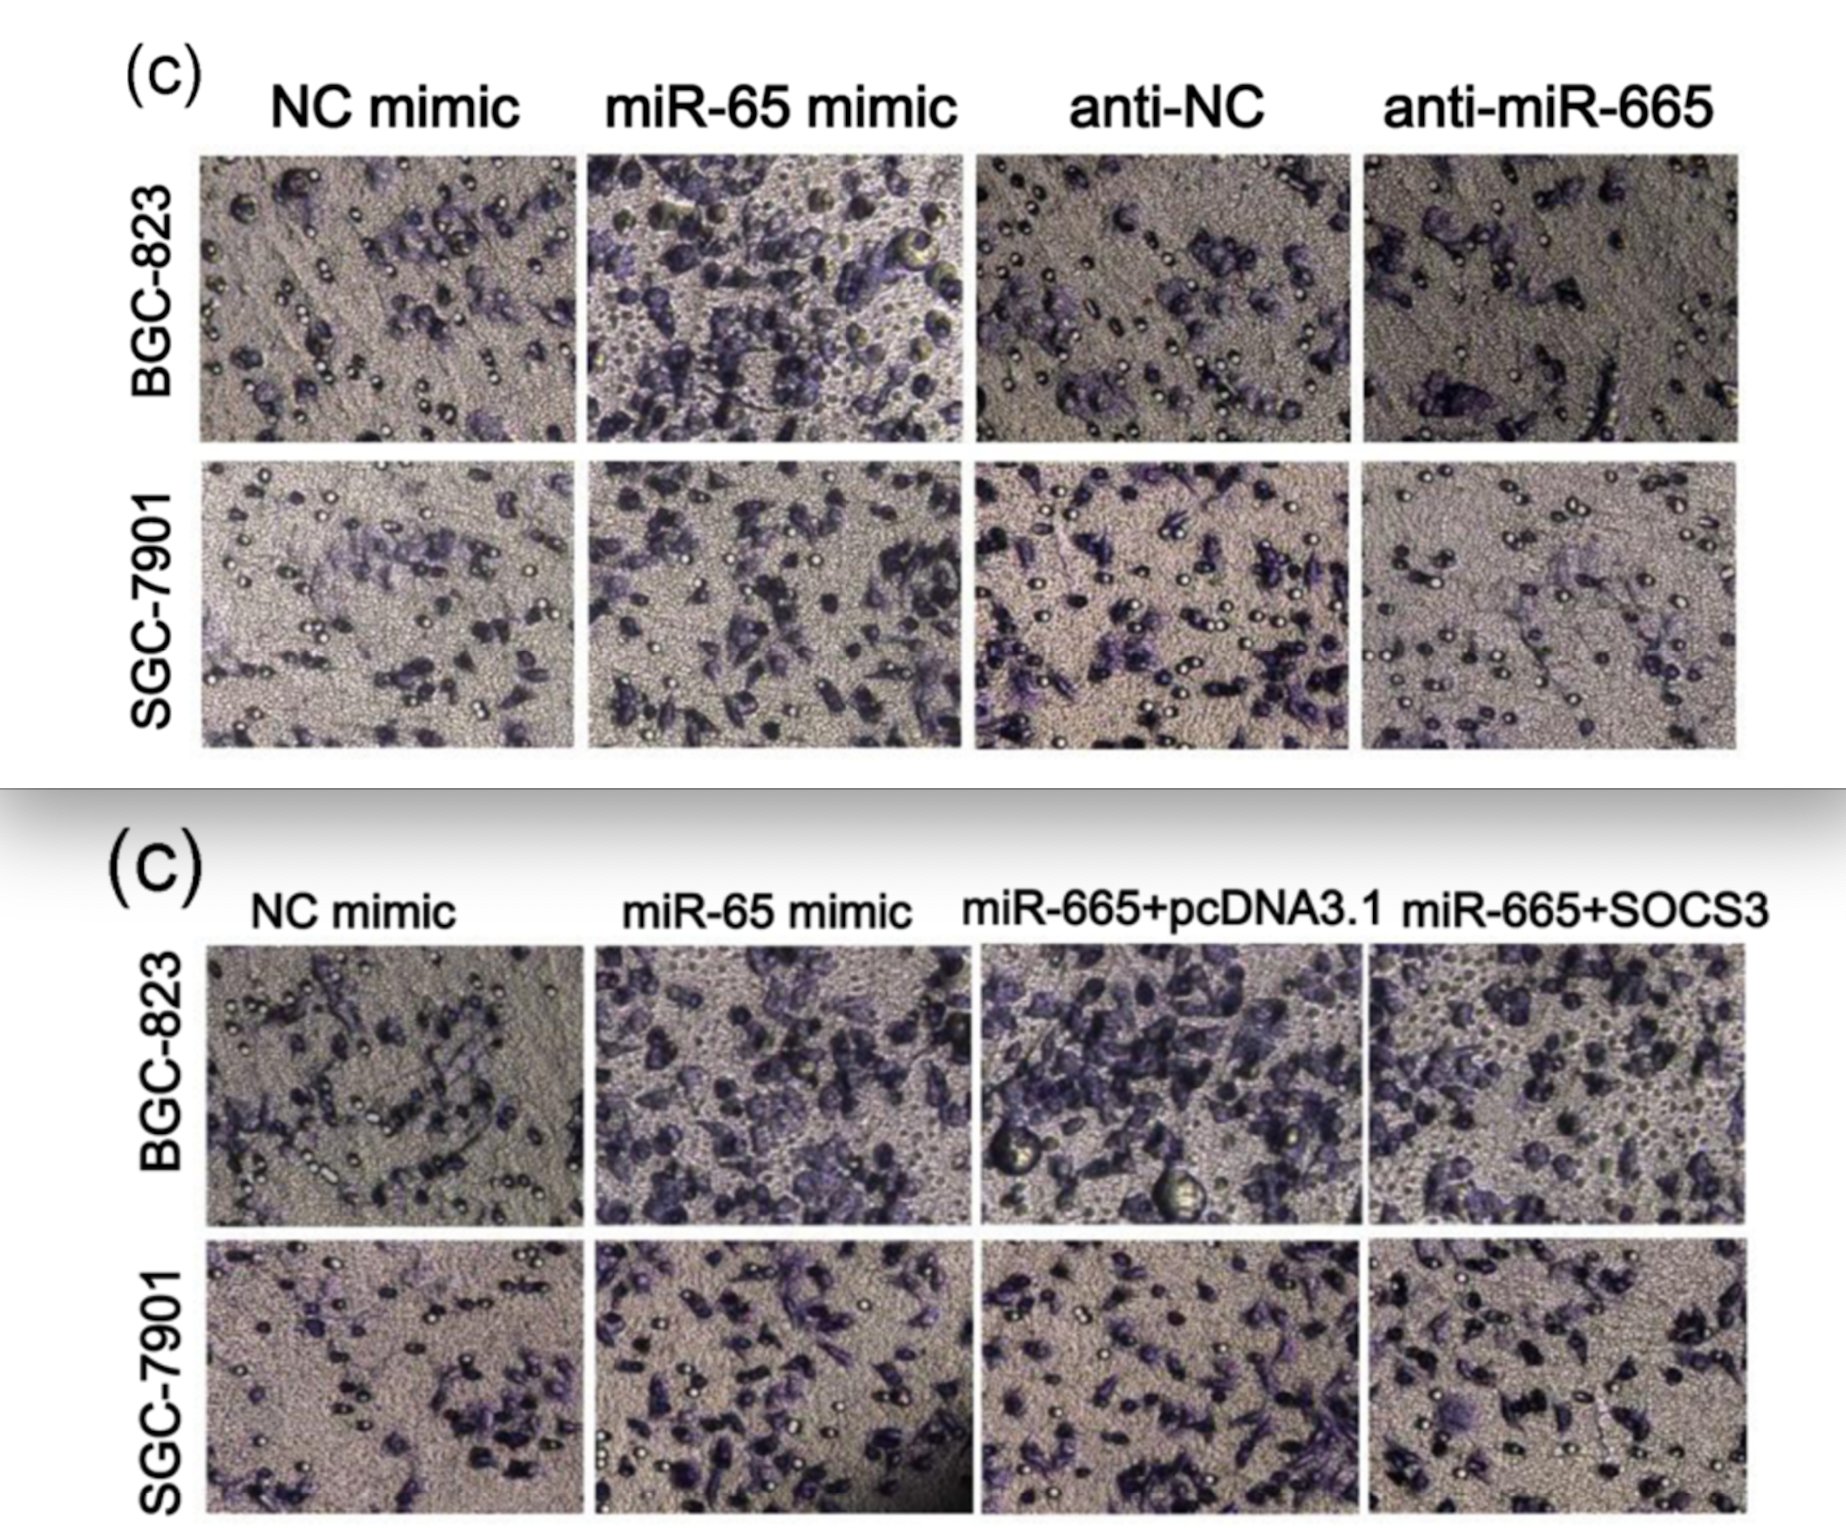 (c)
NC mimic miR-65 mimic anti-NC anti-miR-665
BGC-823
SGC-7901
(c)
NC mimic miR-65 mimic miR-665+pcDNA3.1 miR-665+SOCS3
BGC-823
SGC-7901